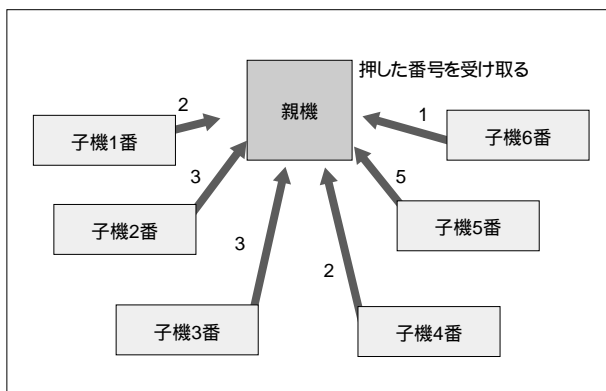 押した番号を受け取る
親機
2
1
子機1番
子機6番
3
5
子機2番
子機5番
3
2
子機3番
子機4番